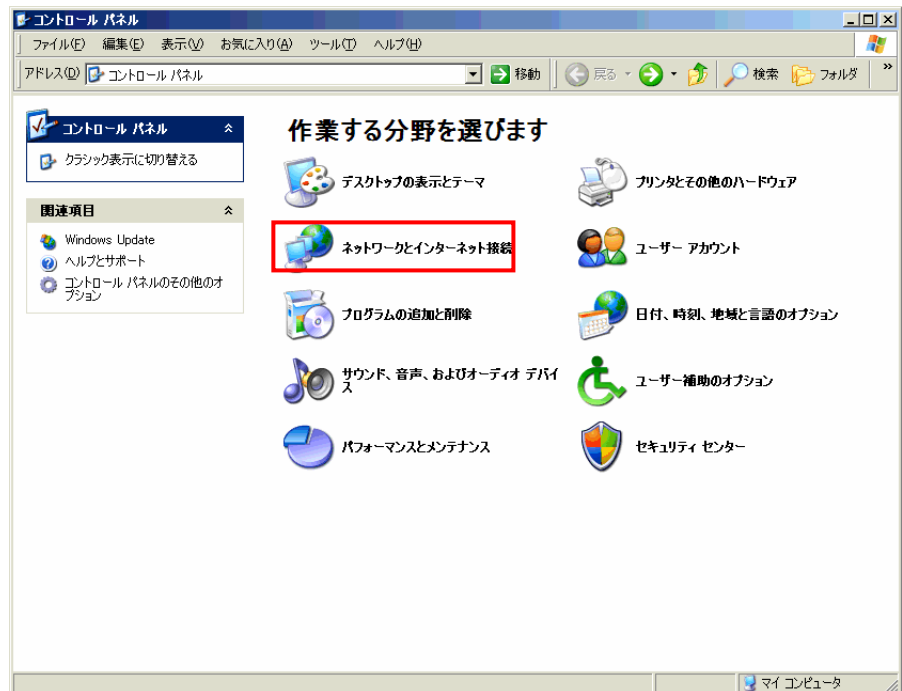 コントロール パネル
ファイル(F) 編集(E) 表示(V) お気に入り(A) ツール(T) ヘルプ(H)
アドレス(D) コントロール パネル 移動 戻る 検索 フォルダ »
コントロール パネル
クラシック表示に切り替える
関連項目
Windows Update
ヘルプとサポート
コントロール パネルのその他のオ
プション
作業する分野を選びます
デスクトップの表示とテーマ
プリンタとその他のハードウェア
ネットワークとインターネット接続
ユーザー アカウント
プログラムの追加と削除
日付、時刻、地域と言語のオプション
サウンド、音声、およびオーディオ デバイ
ス
ユーザー補助のオプション
パフォーマンスとメンテナンス
セキュリティ センター
マイ コンピュータ